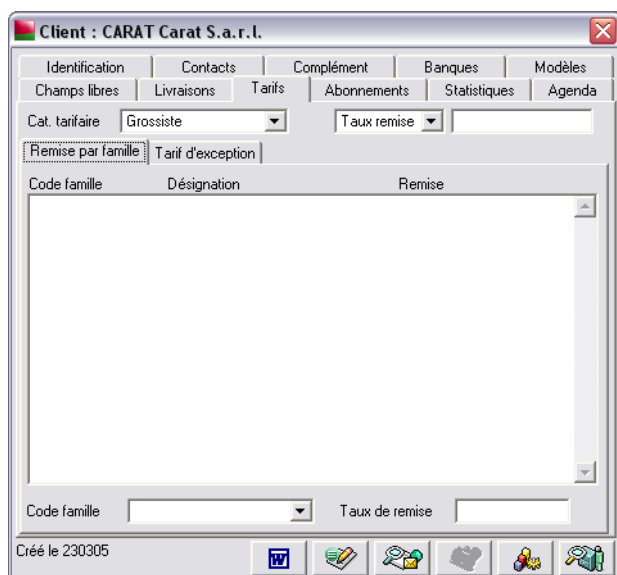 Client : CARAT Carat S.a.r.l.
Identification Contacts Complément Banques Modèles
Champs libres Livraisons Tarifs Abonnements Statistiques Agenda
Cat. tarifaire Grossiste Taux remise
Remise par famille Tarif d'exception
Code famille Désignation Remise
Code famille Taux de remise
Créé le 230305 W